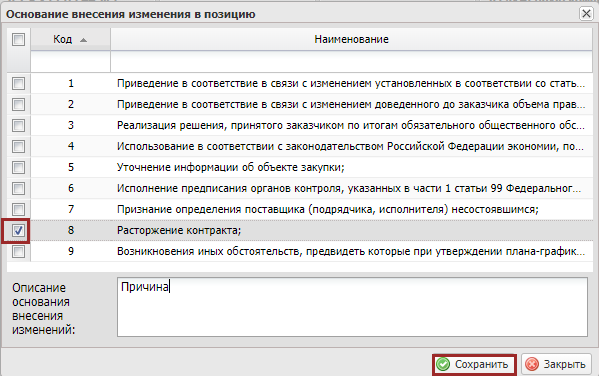 Основание внесения изменения в позицию
Код Наименование
1 Приведение в соответствие в связи с изменением установленных в соответствии со стать...
2 Приведение в соответствие в связи с изменением доведенного до заказчика объема прав...
3 Реализация решения, принятого заказчиком по итогам обязательного общественного обс...
4 Использование в соответствии с законодательством Российской Федерации экономии, по...
5 Уточнение информации об объекте закупки;
6 Исполнение предписания органов контроля, указанных в части 1 статьи 99 Федерального...
7 Признание определения поставщика (подрядчика, исполнителя) несостоявшимся;
8 Расторжение контракта;
9 Возникновения иных обстоятельств, предвидеть которые при утверждении плана-график...
Описание
основания
внесения
изменений:
Причина
Сохранить Закрыть